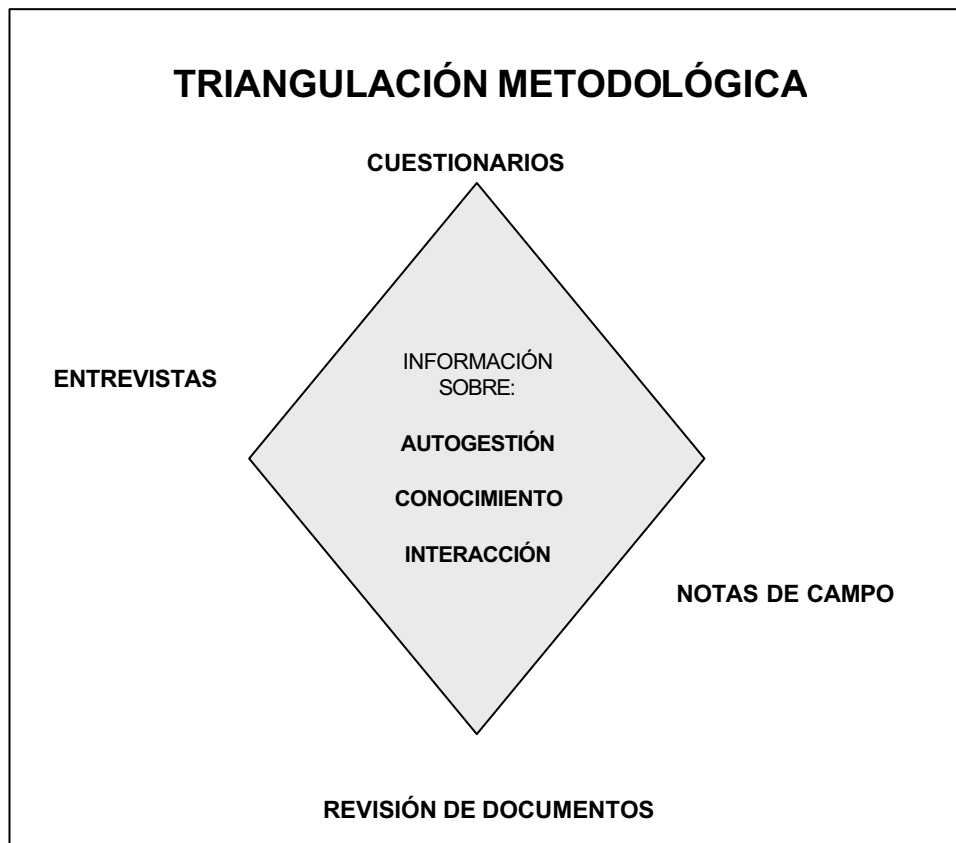 TRIANGULACIÓN METODOLÓGICA
CUESTIONARIOS
ENTREVISTAS
INFORMACIÓN
SOBRE:
AUTOGESTIÓN
CONOCIMIENTO
INTERACCIÓN
NOTAS DE CAMPO
REVISIÓN DE DOCUMENTOS